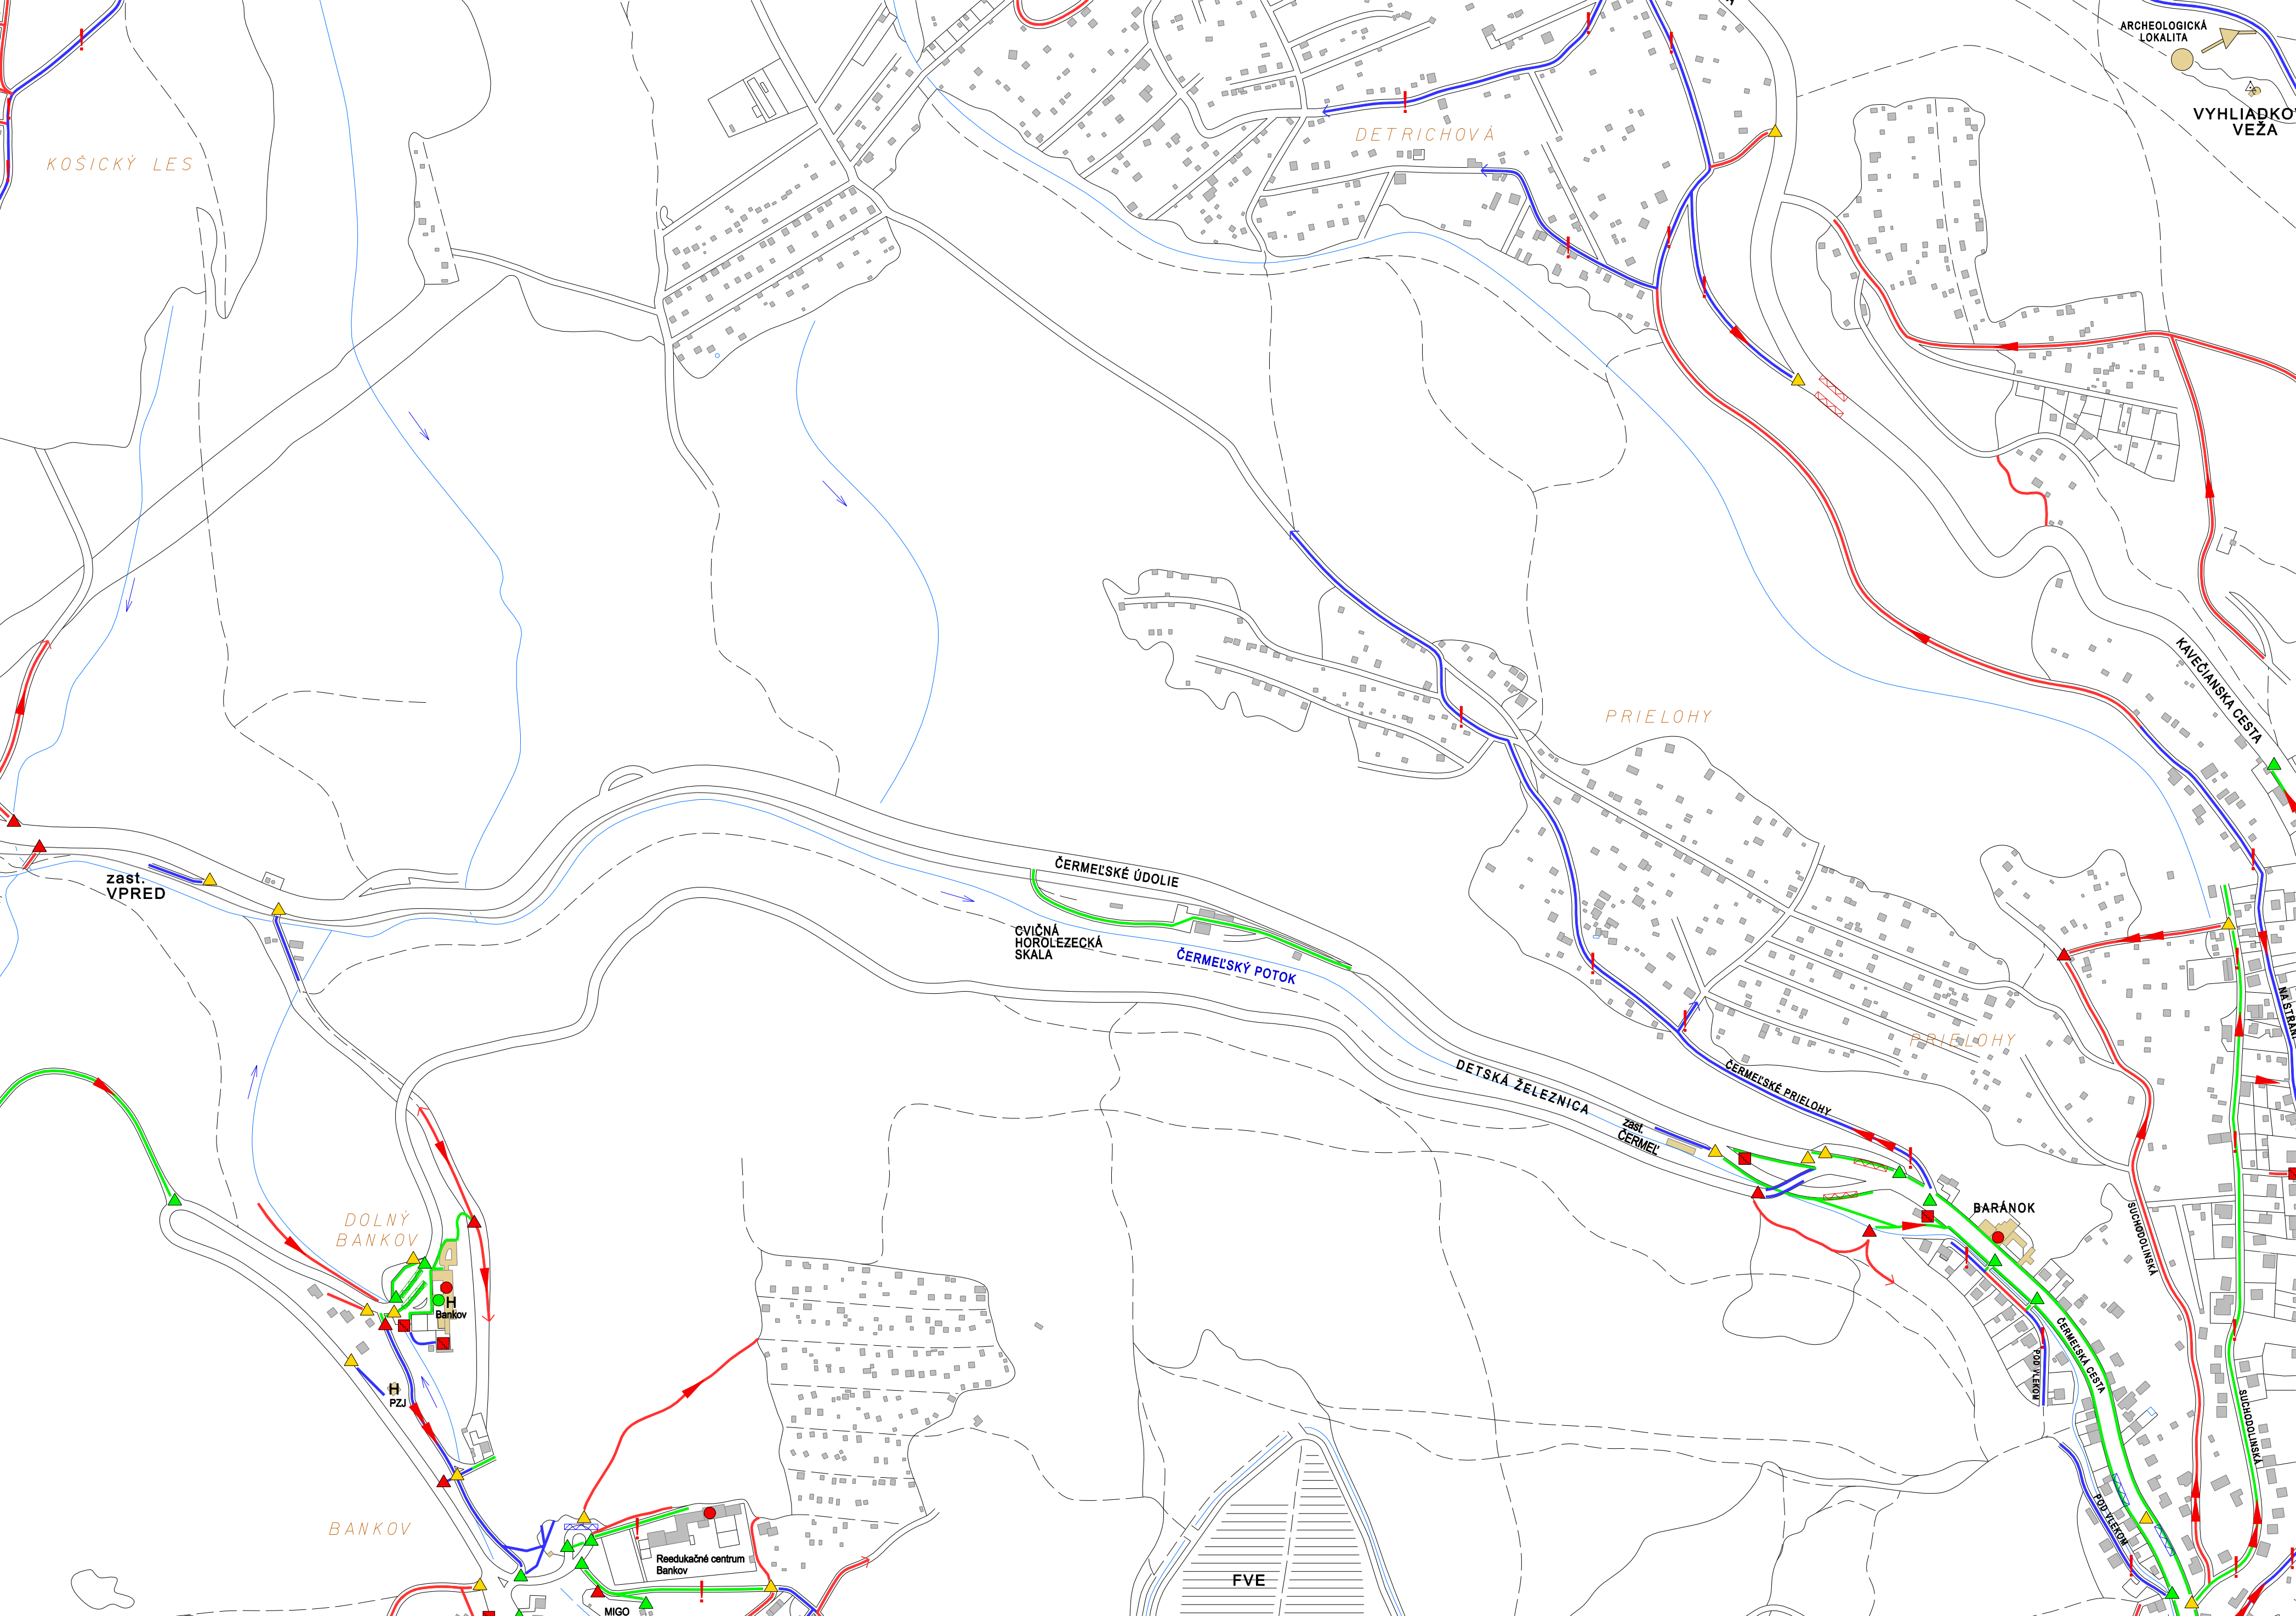 ARCHEOLOGICKÁ
LOKALITA
VEŽA
DETRICHOVÁ
KOŠICKÝ LES
KAVEČIANSKA CESTA
PRIELOHY
ČERMEĽSKÉ ÚDOLIE
zast.
VPRED
CVIČNÁ
HOROLEZECKÁ
SKALA
ČERMEĽSKÝ POTOK
PRIELOHY
DETSKÁ ŽELEZNICA
ČERMEĽSKÉ PRIELOHY
zast.
ČERMEĽ
BARÁNOK
SUCHODOLINSKÁ
DOLNÝ
BANKOV
H
Bankov
H
PZJ
ČERMEĽSKÁ CESTA
POD VLEKOM
SUCHODOLINSKÁ
POD VLEKOM
BANKOV
Reedukačné centrum
Bankov
FVE
MIGO